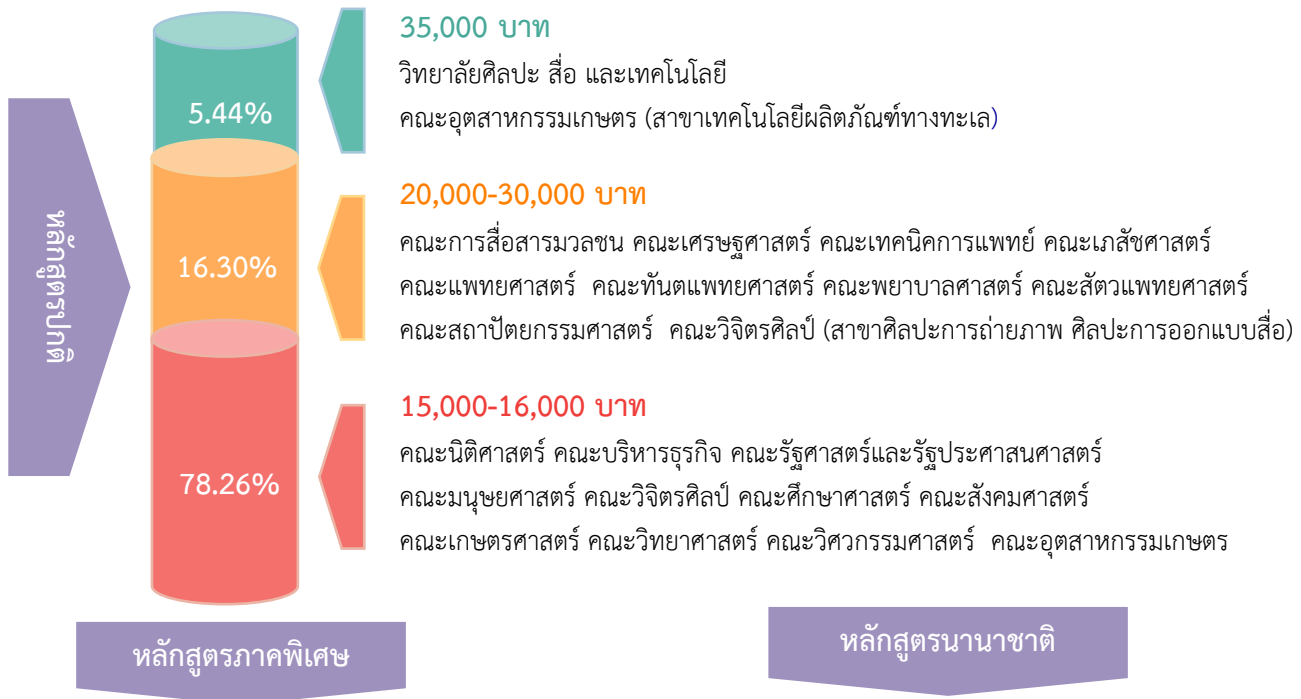 35,000 บาท
วิทยาลัยศิลปะ สื่อ และเทคโนโลยี
คณะอุตสาหกรรมเกษตร (สาขาเทคโนโลยีผลิตภัณฑ์ทางทะเล)
5.44%
หลักสูตรปกติ
20,000-30,000 บาท
คณะการสื่อสารมวลชน คณะเศรษฐศาสตร์ คณะเทคนิคการแพทย์ คณะเภสัชศาสตร์
16.30%
คณะแพทยศาสตร์ คณะทันตแพทยศาสตร์ คณะพยาบาลศาสตร์ คณะสัตวแพทยศาสตร์
คณะสถาปัตยกรรมศาสตร์ คณะวิจิตรศิลป์ (สาขาศิลปะการถ่ายภาพ ศิลปะการออกแบบสื่อ)
15,000-16,000 บาท
คณะนิติศาสตร์ คณะบริหารธุรกิจ คณะรัฐศาสตร์และรัฐประศาสนศาสตร์
78.26%
คณะมนุษยศาสตร์ คณะวิจิตรศิลป์ คณะศึกษาศาสตร์ คณะสังคมศาสตร์
คณะเกษตรศาสตร์ คณะวิทยาศาสตร์ คณะวิศวกรรมศาสตร์ คณะอุตสาหกรรมเกษตร
หลักสูตรภาคพิเศษ
หลักสูตรนานาชาติ